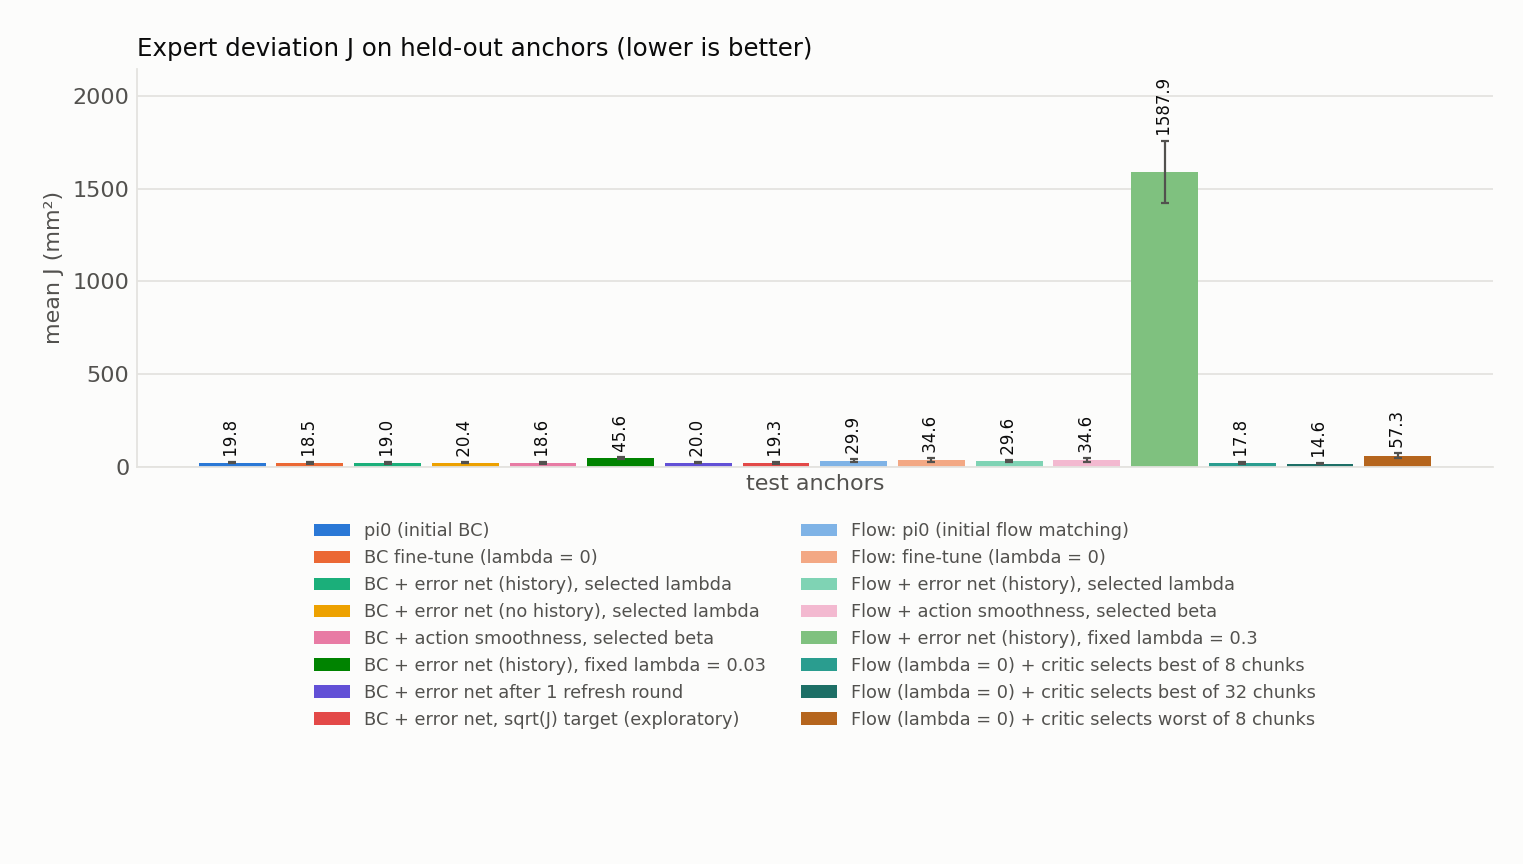 Expert deviation J on held-out anchors (lower is better)
mean J (mm²)
2000
1500
1000
500
0
19.8
18.5
19.0
20.4
18.6
45.6
20.0
19.3
29.9
34.6
29.6
34.6
1587.9
17.8
14.6
57.3
test anchors
pi0 (initial BC)
BC fine-tune (lambda = 0)
BC + error net (history), selected lambda
BC + error net (no history), selected lambda
BC + action smoothness, selected beta
BC + error net (history), fixed lambda = 0.03
BC + error net after 1 refresh round
BC + error net, sqrt(J) target (exploratory)
Flow: pi0 (initial flow matching)
Flow: fine-tune (lambda = 0)
Flow + error net (history), selected lambda
Flow + action smoothness, selected beta
Flow + error net (history), fixed lambda = 0.3
Flow (lambda = 0) + critic selects best of 8 chunks
Flow (lambda = 0) + critic selects best of 32 chunks
Flow (lambda = 0) + critic selects worst of 8 chunks